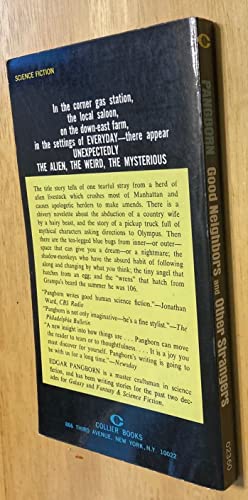 SCIENCE FICTION
In the corner gas station,
the local saloon,
on the down-east farm,
in the settings of EVERYDAY—there appear
UNEXPECTEDLY
THE ALIEN, THE WEIRD, THE MYSTERIOUS
The title story tells of one tearful stray from a herd of
alien livestock which crosses most of Manhattan and
causes apologetic herders to make amends. There is a
shivery novelette about the abduction of a country wife
by a hairy beast, and the story of a pickup truck full of
mythical characters asking directions to Olympus. Then
there are the ten-legged blue bugs from inner—or outer—
space that can give you a dream—or a nightmare; the
shadow-monkeys who have the absurd habit of following
along and changing by what you think; the tiny angel that
hatches from an egg; and the "wrens" that hatch from
Grampa's beard the summer he was 106.
"Pangborn writes good human science fiction."—Jonathan
Ward, CBS Radio
"Pangborn is not only imaginative—he's a fine stylist."—The
Philadelphia Bulletin
"A new insight into how things are . . . Pangborn can move
the reader to tears or to thoughtfulness. . . . It is a joy you
must discover for yourself. Pangborn's writing is going to
be with us for a long time."—Newsday
EDGAR PANGBORN is a master craftsman in science
fiction, and has been writing stories for the past two dec-
ades for Galaxy and Fantasy & Science Fiction.
COLLIER BOOKS
866 THIRD AVENUE, NEW YORK, N.Y. 10022
PANGBORN Good Neighbors and Other Strangers
02340